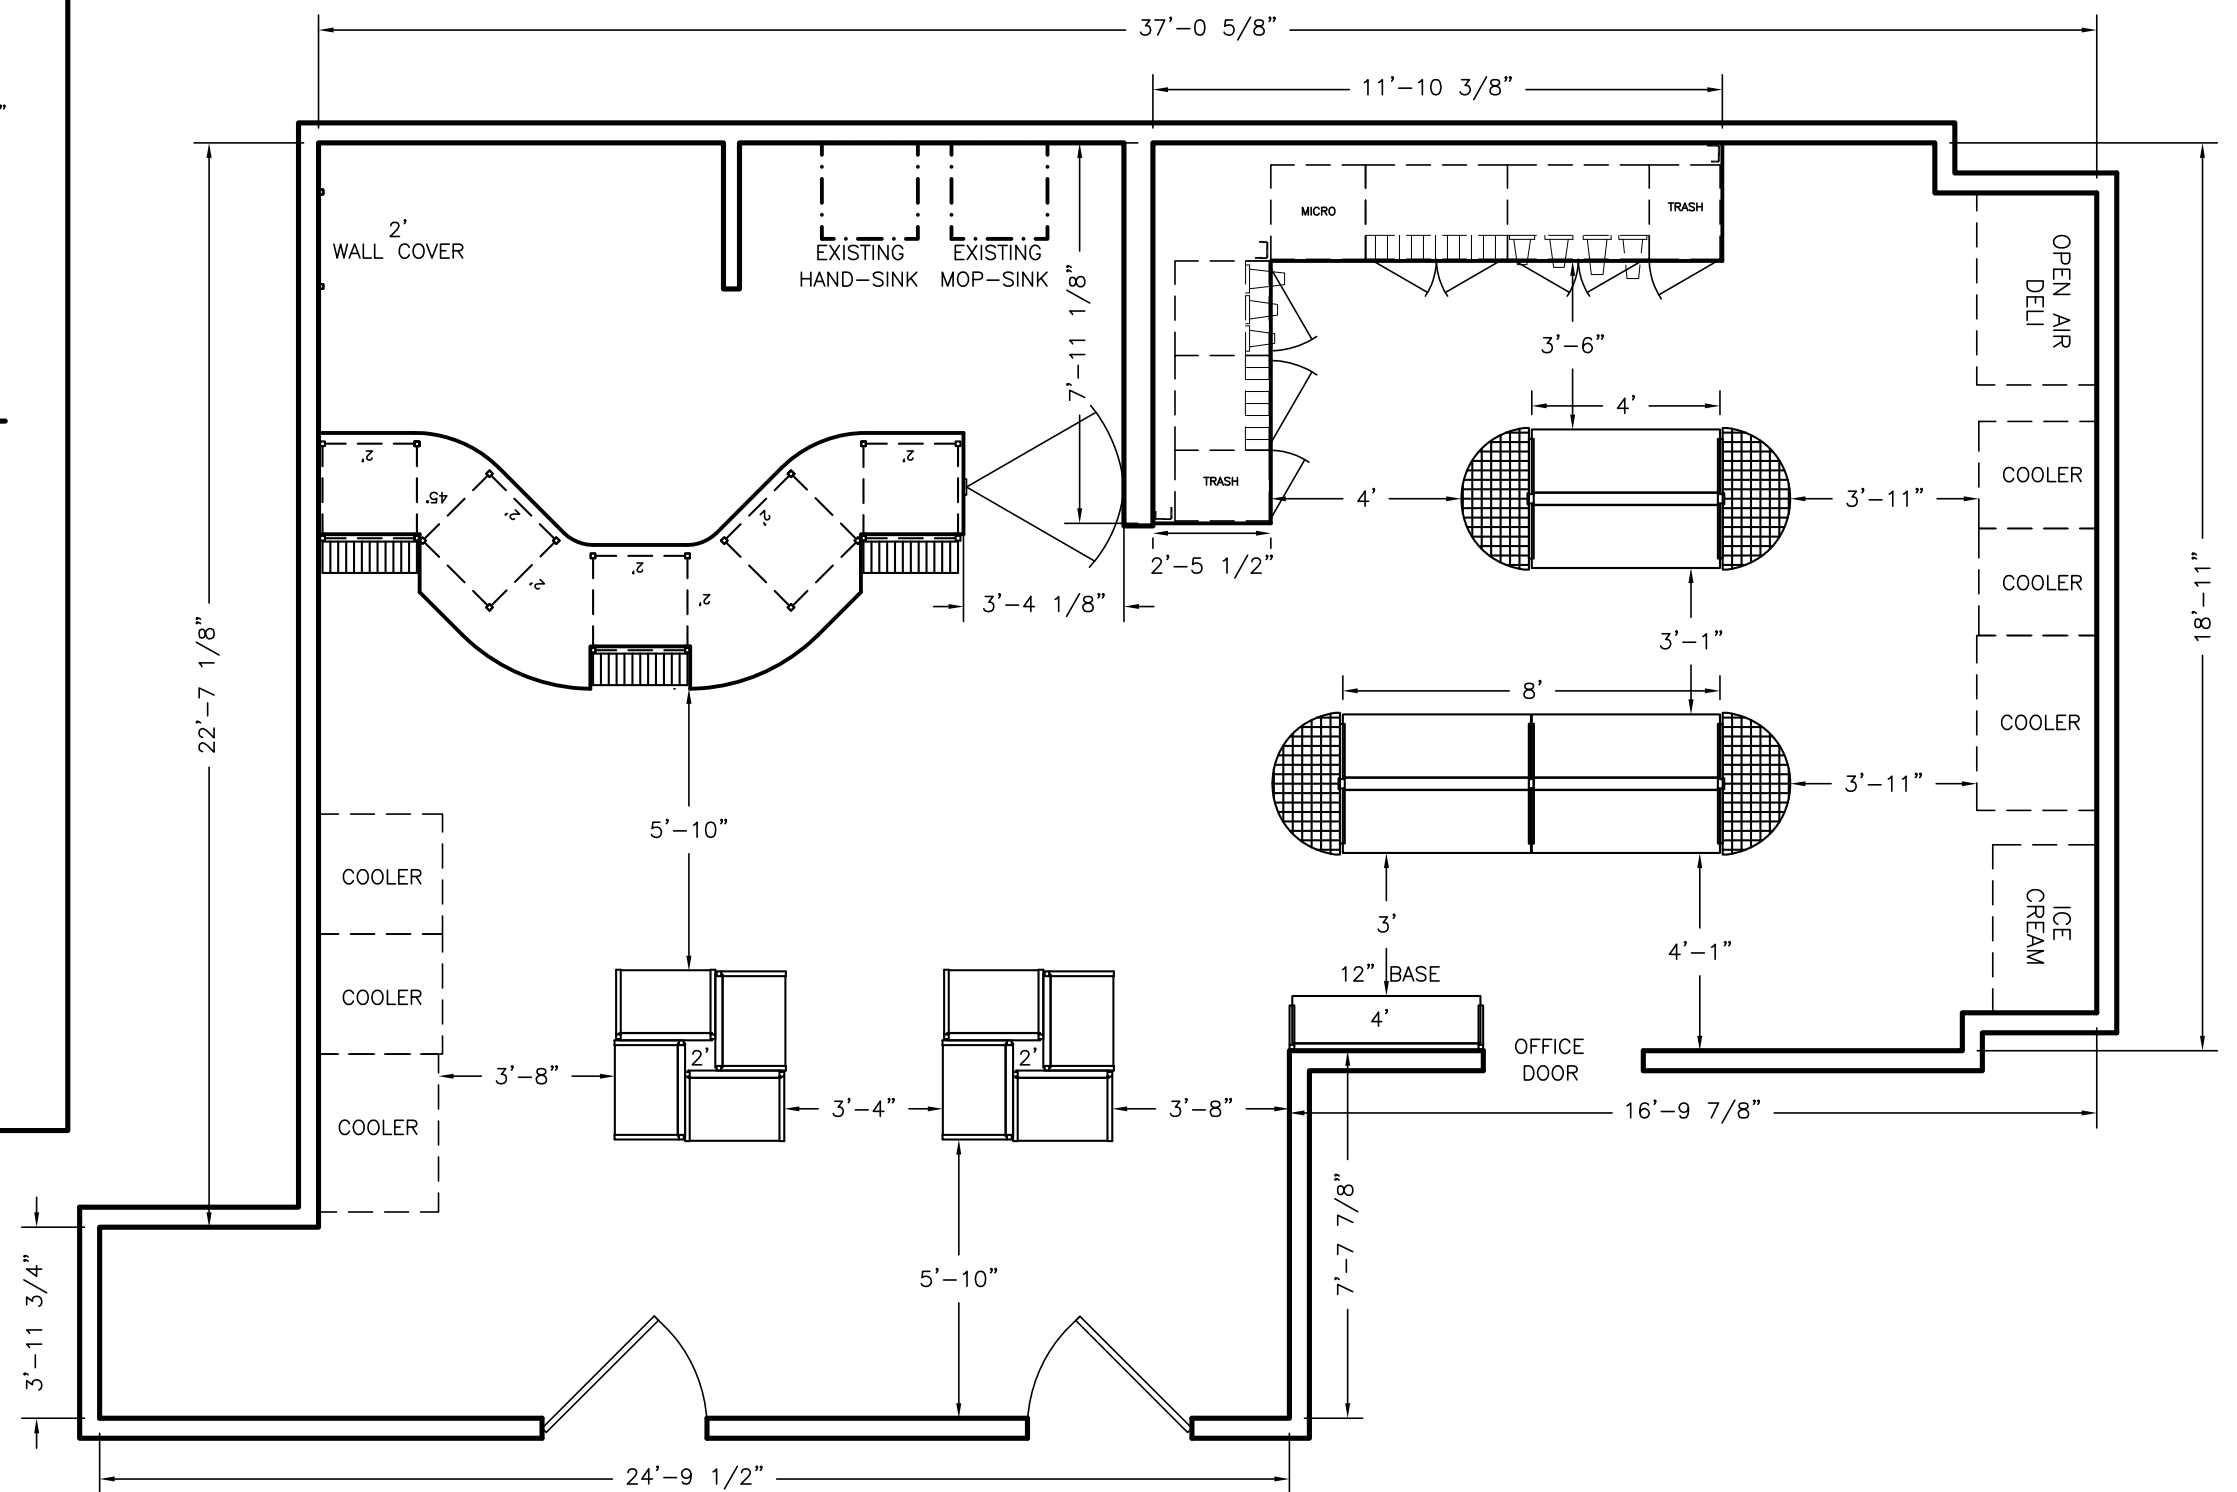 37'-0 5/8"
11'-10 3/8"
"
2'
WALL COVER
EXISTING
HAND-SINK
EXISTING
MOP-SINK
7'-11 1/8"
MICRO
TRASH
OPEN AIR
DELI
3'-6"
4'
2'
45°
2'
2'
2'
2'
2'
2'
TRASH
4'
3'-11"
COOLER
COOLER
2'-5 1/2"
3'-4 1/8"
18'-11"
22'-7 1/8"
3'-1"
8'
COOLER
3'-11"
5'-10"
COOLER
3'
4'-1"
ICE
CREAM
12" BASE
4'
COOLER
OFFICE
DOOR
2'
2'
3'-8"
3'-4"
3'-8"
16'-9 7/8"
COOLER
7'-7 7/8"
5'-10"
3'-11 3/4"
24'-9 1/2"